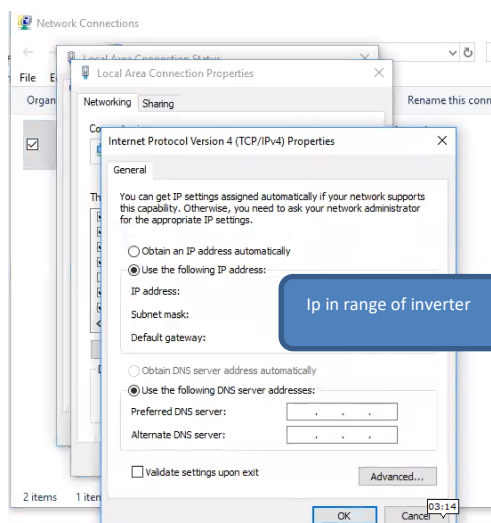 Network Connections
Local Area Connection Status
File
Local Area Connection Properties
Organ
Networking Sharing
Rename this conn
Internet Protocol Version 4 (TCP/IPv4) Properties
General
You can get IP settings assigned automatically if your network supports
this capability. Otherwise, you need to ask your network administrator
for the appropriate IP settings.
Obtain an IP address automatically
Use the following IP address:
IP address:
Ip in range of inverter
Subnet mask:
Default gateway:
Obtain DNS server address automatically
Use the following DNS server addresses:
Preferred DNS server:
Alternate DNS server:
Validate settings upon exit
Advanced...
2 items 1 iten
OK Cancel
03:14